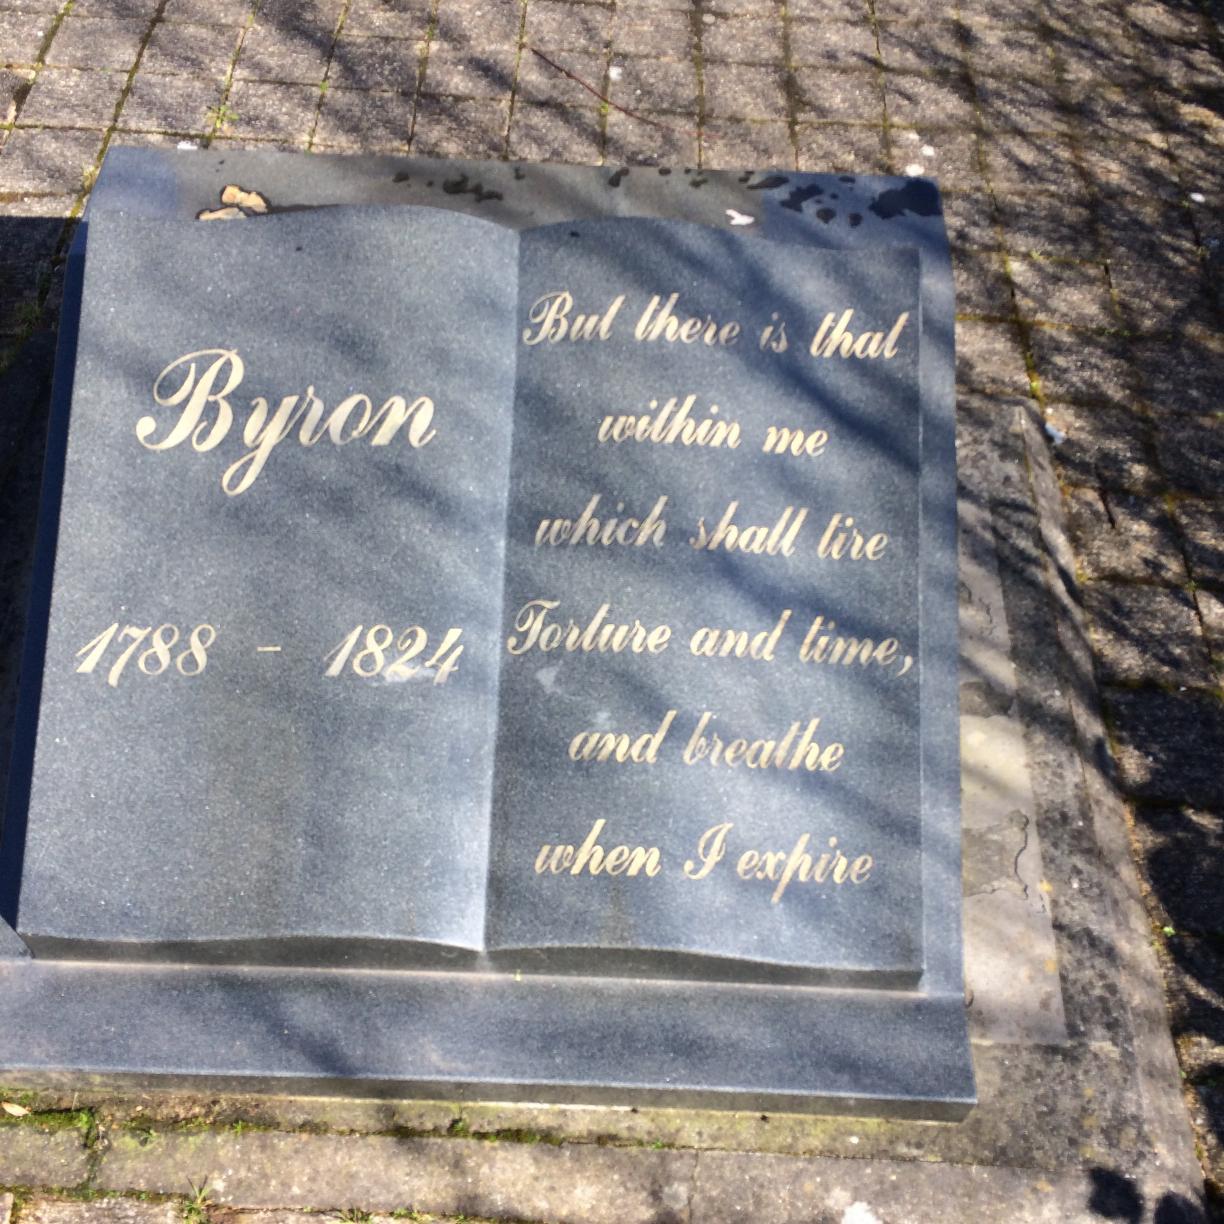 Byron
1788 - 1824
But there is that
within me
which shall tire
Torture and time,
and breathe
when I expire